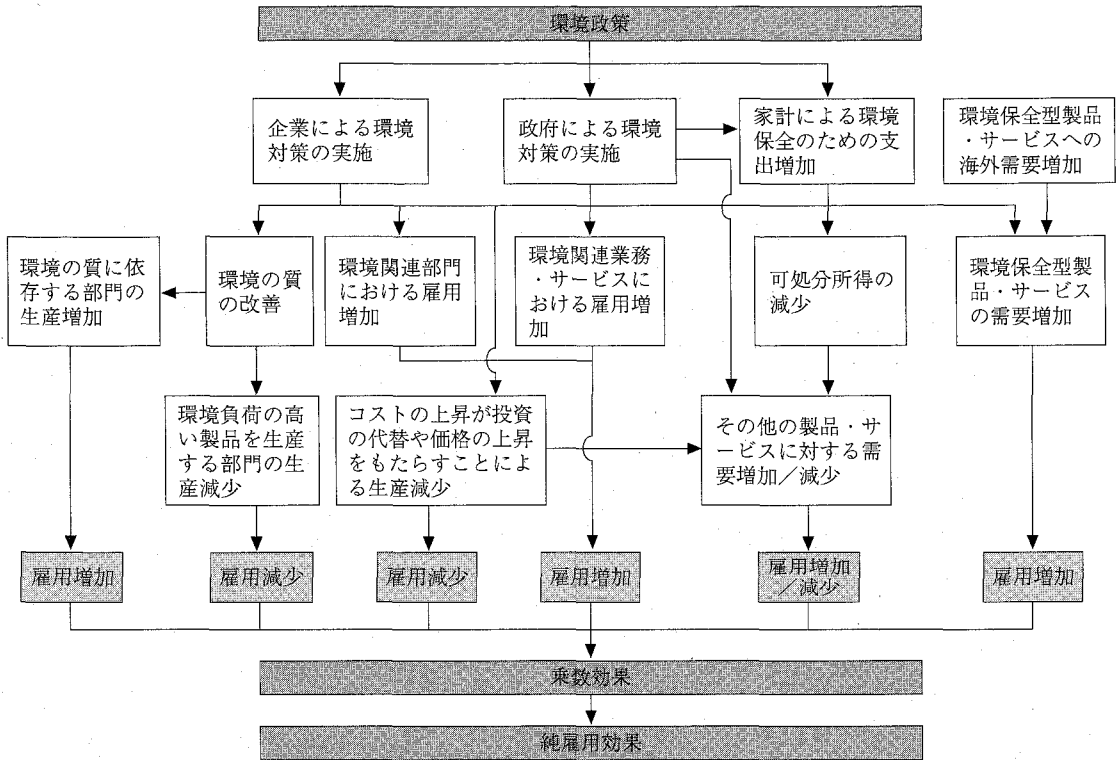 環境政策
企業による環境
対策の実施
政府による環境
対策の実施
家計による環境
保全のための支
出増加
環境保全型製品
・サービスへの
海外需要増加
環境の質に依
存する部門の
生産増加
環境の質
の改善
環境関連部門
における雇用
増加
環境関連業務
・サービスに
おける雇用増
加
可処分所得の
減少
環境保全型製
品・サービス
の需要増加
環境負荷の高
い製品を生産
する部門の生
産減少
コストの上昇が投資
の代替や価格の上昇
をもたらすことによ
る生産減少
その他の製品・サ
ービスに対する需
要増加／減少
雇用増加
雇用減少
雇用減少
雇用増加
雇用増加
／減少
雇用増加
乗数効果
純雇用効果